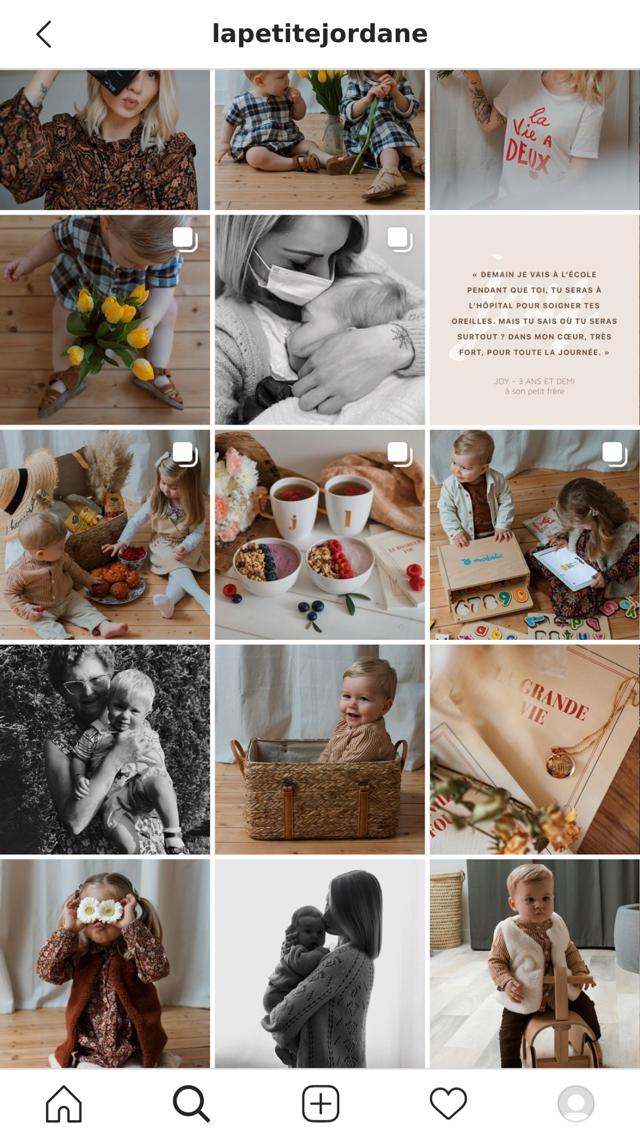 lapetitejordane
la
Vie A
DEUX
« DEMAIN JE VAIS À L'ÉCOLE
PENDANT QUE TOI, TU SERAS À
L'HÔPITAL POUR SOIGNER TES
OREILLES. MAIS TU SAIS OÙ TU SERAS
SURTOUT ? DANS MON CŒUR, TRÈS
FORT, POUR TOUTE LA JOURNÉE. »
JOY – 3 ANS ET DEMI
à son petit frère
j
l
LA GRANDE
VIE